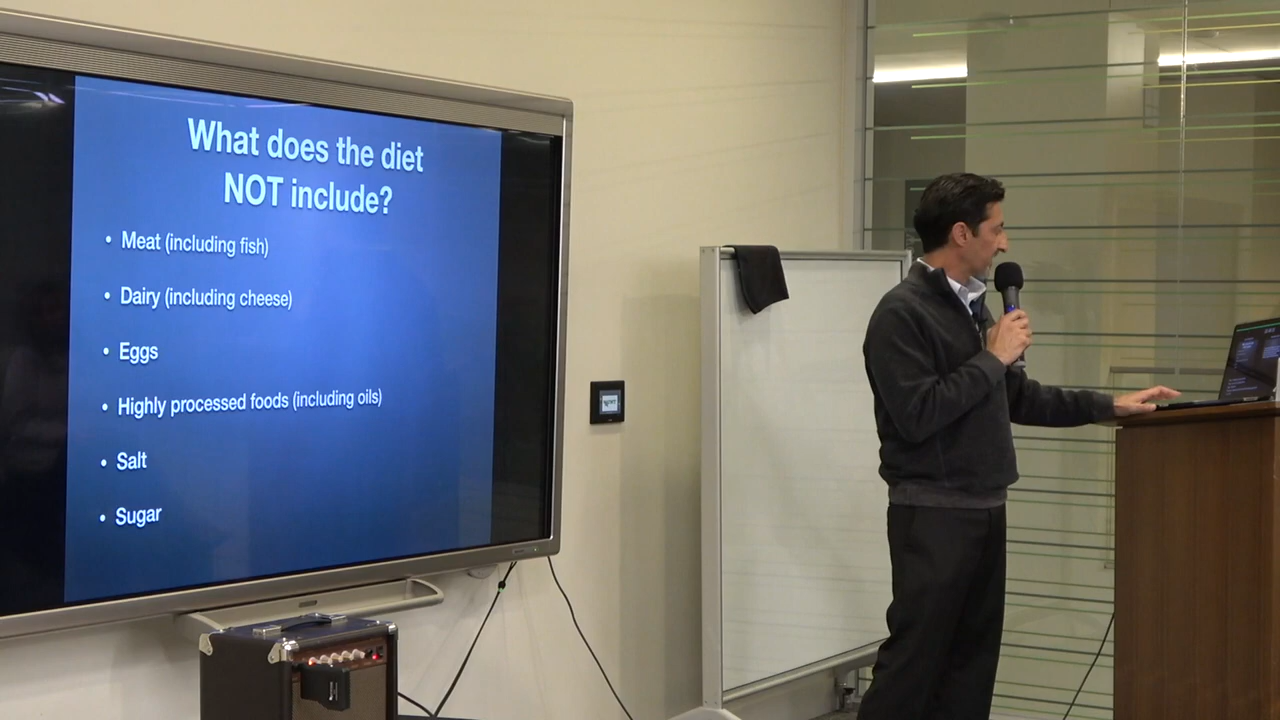 What does the diet
NOT include?
• Meat (including fish)
• Dairy (including cheese)
• Eggs
• Highly processed foods (including oils)
• Salt
• Sugar